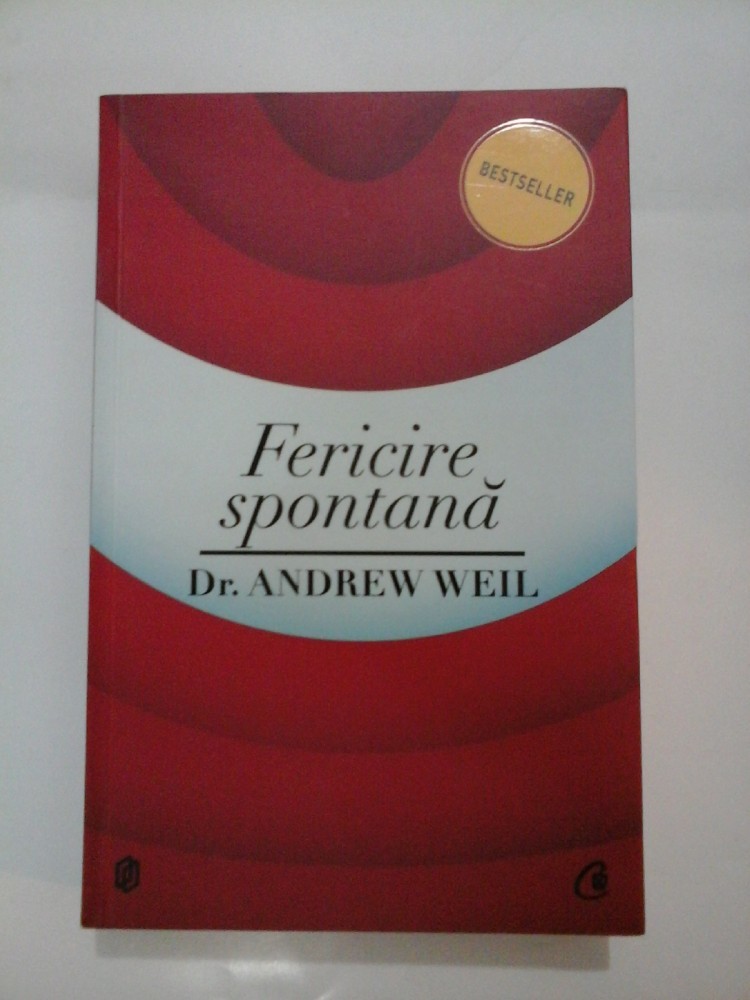 BESTSELLER
Fericire
spontană
Dr. ANDREW WEIL